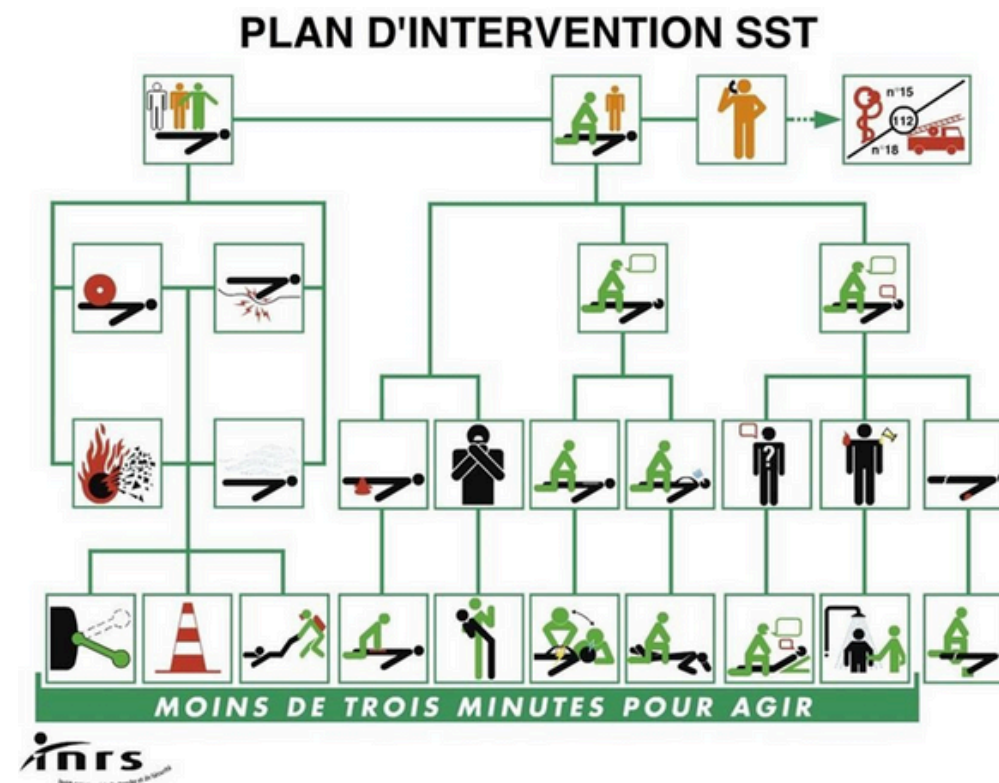 PLAN D'INTERVENTION SST
n°15
112
n°18
?
MOINS DE TROIS MINUTES POUR AGIR
inrs